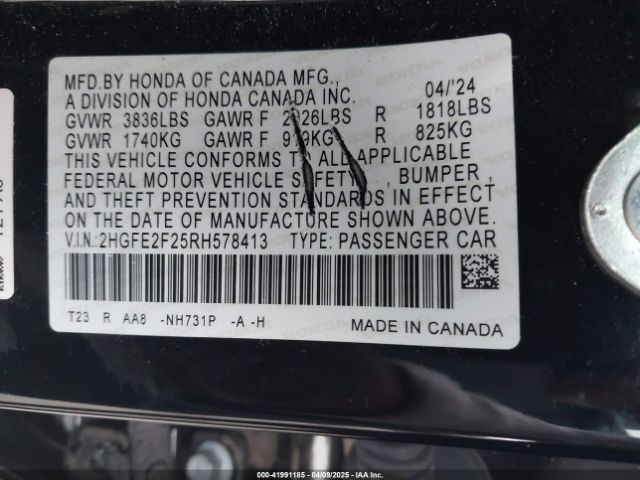 MFD.BY HONDA OF CANADA MFG.,
A DIVISION OF HONDA CANADA INC. 04/'24
GVWR 3836LBS GAWR F 2026LBS R 1818LBS
GVWR 1740KG GAWR F 919KG R 825KG
THIS VEHICLE CONFORMS TO ALL APPLICABLE
FEDERAL MOTOR VEHICLE SAFETY, BUMPER,
AND THEFT PREVENTION STANDARDS IN EFFECT
ON THE DATE OF MANUFACTURE SHOWN ABOVE.
V.I.N.:2HGFE2F25RH578413 TYPE: PASSENGER CAR
T23 R AA8 -NH731P -A -H
MADE IN CANADA
000-41991185 | 04/09/2025 - IAA Inc.